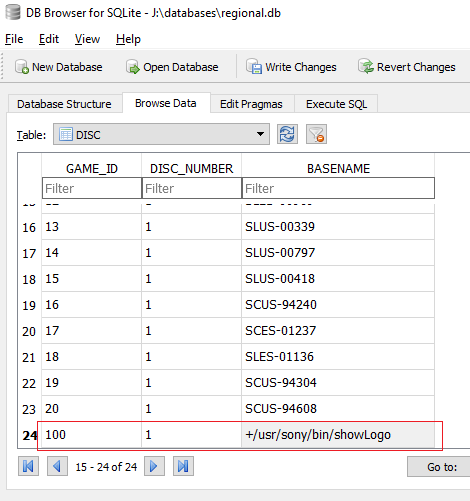 DB Browser for SQLite - J:\databases\regional.db
File Edit View Help
New Database Open Database Write Changes Revert Changes
Database Structure Browse Data Edit Pragmas Execute SQL
Table: DISC
GAME_ID DISC_NUMBER BASENAME
Filter Filter Filter
16 13 1 SLUS-00339
17 14 1 SLUS-00797
18 15 1 SLUS-00418
19 16 1 SCUS-94240
20 17 1 SCES-01237
21 18 1 SLES-01136
22 19 1 SCUS-94304
23 20 1 SCUS-94608
24 100 1 +/usr/sony/bin/showLogo
15 - 24 of 24 Go to: